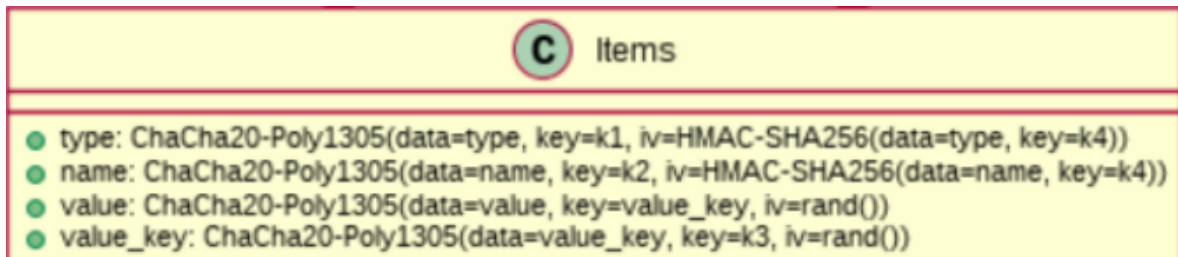 C Items
type: ChaCha20-Poly1305(data=type, key=k1, iv=HMAC-SHA256(data=type, key=k4))
name: ChaCha20-Poly1305(data=name, key=k2, iv=HMAC-SHA256(data=name, key=k4))
value: ChaCha20-Poly1305(data=value, key=value_key, iv=rand())
value_key: ChaCha20-Poly1305(data=value_key, key=k3, iv=rand())